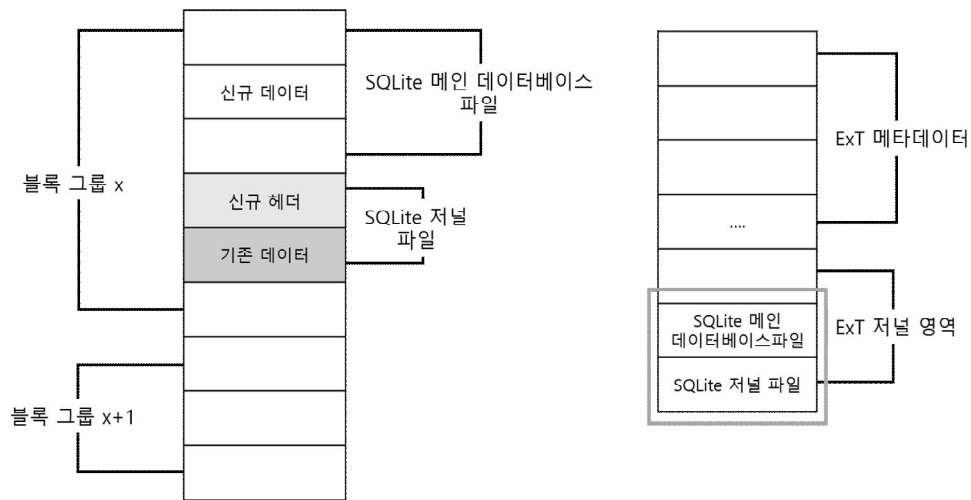 신규 데이터
SQLite 메인 데이터베이스
파일
블록 그룹 x
신규 헤더
기존 데이터
SQLite 저널
파일
블록 그룹 x+1
ExT 메타데이터
....
SQLite 메인
데이터베이스파일
SQLite 저널 파일
ExT 저널 영역